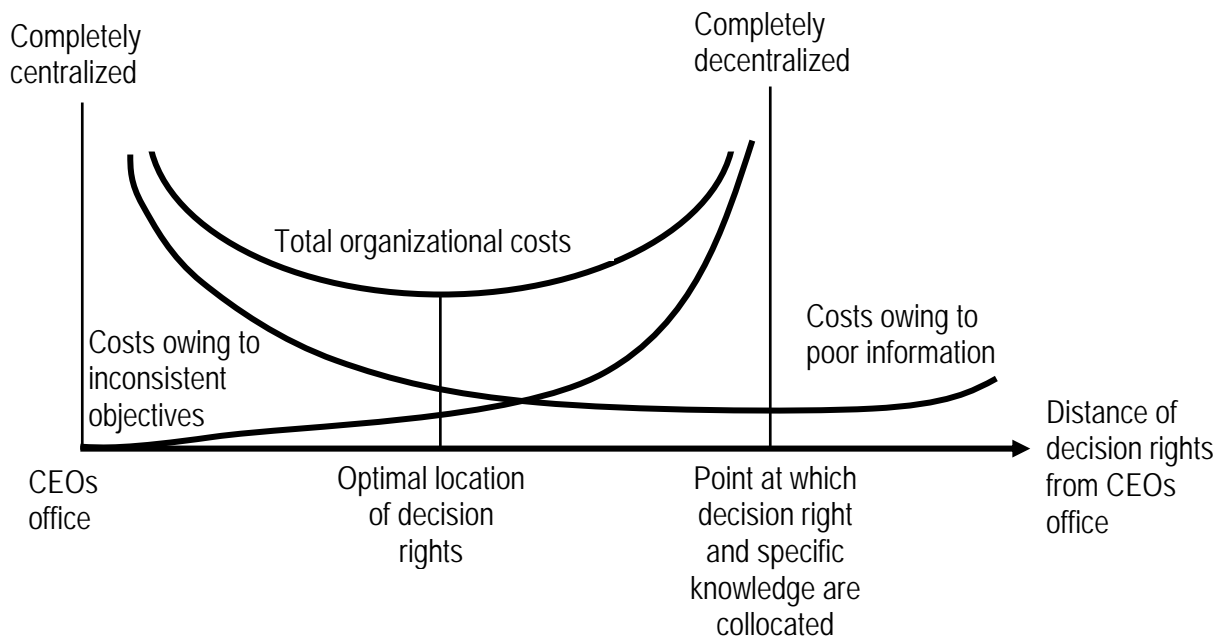 Completely
centralized
Completely
decentralized
Total organizational costs
Costs owing to
inconsistent
objectives
Costs owing to
poor information
Distance of
decision rights
from CEOs
office
CEOs
office
Optimal location
of decision
rights
Point at which
decision right
and specific
knowledge are
collocated